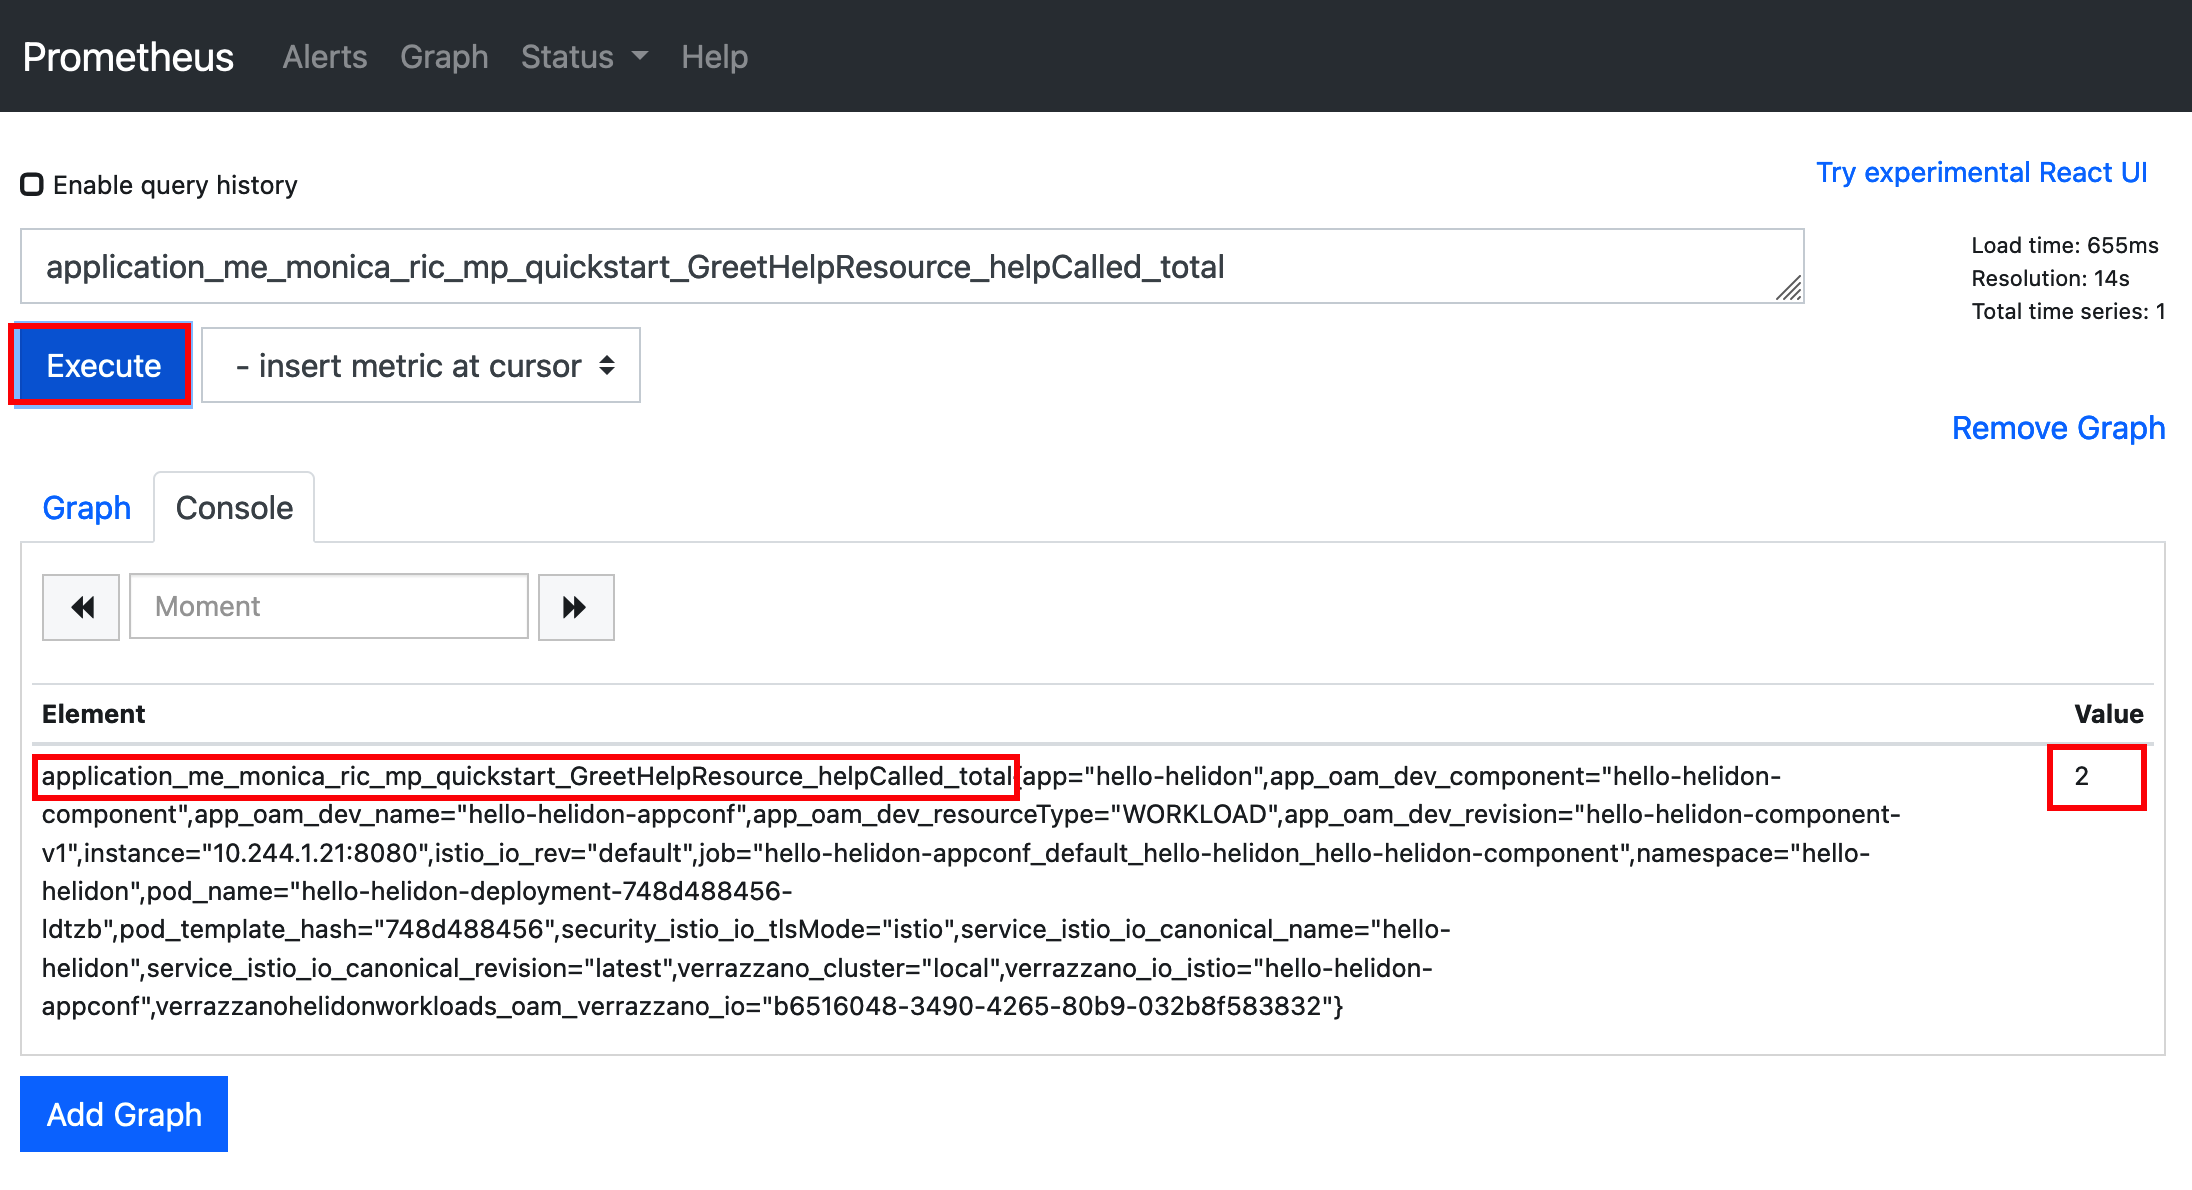 Prometheus Alerts Graph Status Help
Try experimental React UI
Enable query history
application_me_monica_ric_mp_quickstart_GreetHelpResource_helpCalled_total
Load time: 655ms
Resolution: 14s
Total time series: 1
Execute - insert metric at cursor
Remove Graph
Graph Console
Moment
Element Value
application_me_monica_ric_mp_quickstart_GreetHelpResource_helpCalled_total{app="hello-helidon",app_oam_dev_component="hello-helidon- 2
component",app_oam_dev_name="hello-helidon-appconf",app_oam_dev_resourceType="WORKLOAD",app_oam_dev_revision="hello-helidon-component-
v1",instance="10.244.1.21:8080",istio_io_rev="default",job="hello-helidon-appconf_default_hello-helidon_hello-helidon-component",namespace="hello-
helidon",pod_name="hello-helidon-deployment-748d488456-
ldtzb",pod_template_hash="748d488456",security_istio_io_tlsMode="istio",service_istio_io_canonical_name="hello-
helidon",service_istio_io_canonical_revision="latest",verrazzano_cluster="local",verrazzano_io_istio="hello-helidon-
appconf",verrazzanohelidonworkloads_oam_verrazzano_io="b6516048-3490-4265-80b9-032b8f583832"}
Add Graph